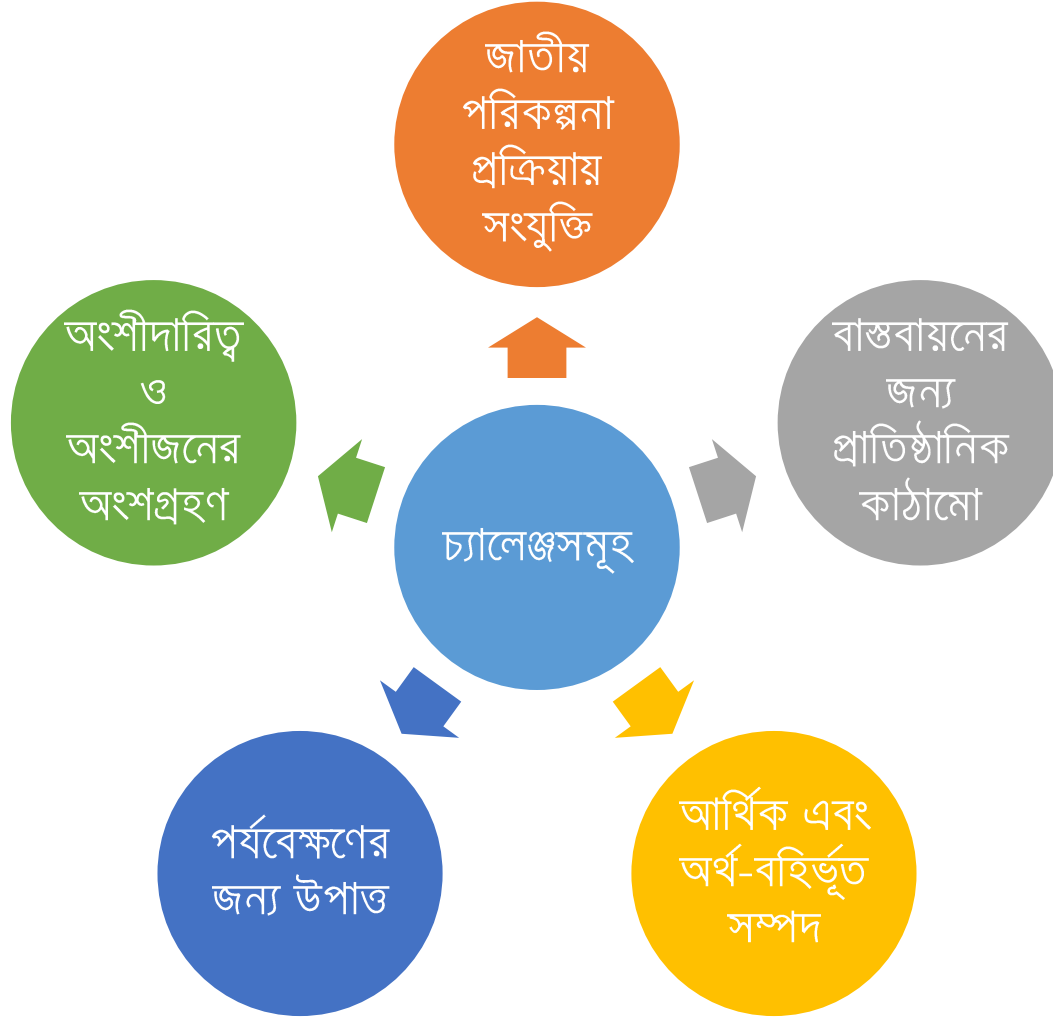 জাতীয়
পরিকল্পনা
প্রক্রিয়ায়
সংযুক্তি
অংশীদারিত্ব
ও
অংশীজনের
অংশগ্রহণ
বাস্তবায়নের
জন্য
প্রাতিষ্ঠানিক
কাঠামো
চ্যালেঞ্জসমূহ
পর্যবেক্ষণের
জন্য উপাত্ত
আর্থিক এবং
অর্থ-বহির্ভূত
সম্পদ